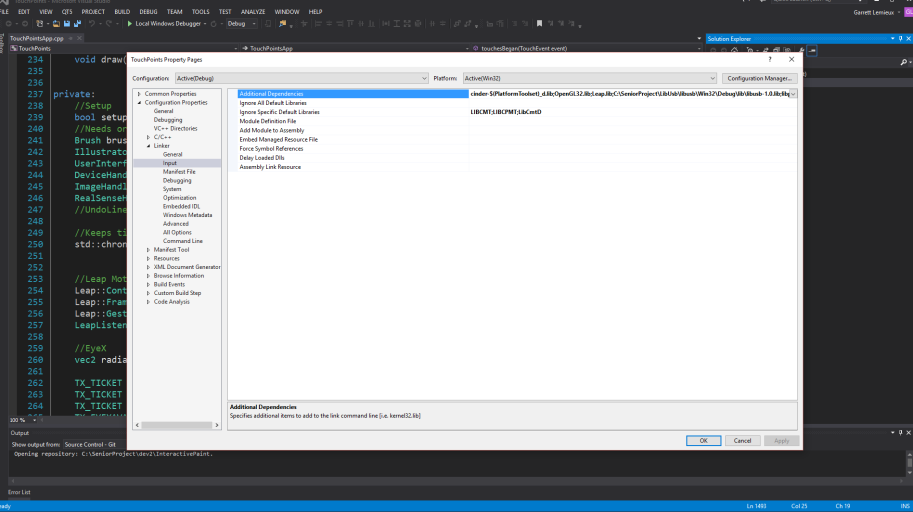 TouchPoints - Microsoft Visual Studio
FILE EDIT VIEW QT5 PROJECT BUILD DEBUG TEAM TOOLS TEST ANALYZE WINDOW HELP
Garrett Lemieux
Local Windows Debugger Debug
TouchPointsApp.cpp
Solution Explorer
TouchPoints
TouchPointsApp
touchesBegan(TouchEvent event)
TouchPoints Property Pages
? X
Configuration: Active(Debug)
Platform: Active(Win32)
Configuration Manager...
Common Properties
Configuration Properties
General
Debugging
VC++ Directories
C/C++
Linker
General
Input
Manifest File
Debugging
System
Optimization
Embedded IDL
Windows Metadata
Advanced
All Options
Command Line
Manifest Tool
Resources
XML Document Generator
Browse Information
Build Events
Custom Build Step
Code Analysis
Additional Dependencies cinder-$(PlatformToolset)_d.lib;OpenGL32.lib;Leap.lib;C:\SeniorProject\LibUsb\libusb\Win32\Debug\lib\libusb-1.0.lib;
Ignore All Default Libraries
Ignore Specific Default Libraries LIBCMT;LIBCPMT;LibCmtD
Module Definition File
Add Module to Assembly
Embed Managed Resource File
Force Symbol References
Delay Loaded Dlls
Assembly Link Resource
Additional Dependencies
Specifies additional items to add to the link command line [i.e. kernel32.lib]
OK Cancel Apply
234 void draw(
235
236
237 private:
238 //Setup
239 bool setup
240 //Needs or
241 Brush brus
242 Illustrato
243 UserInterf
244 DeviceHand
245 ImageHandl
246 RealSenseH
247 //UndoLine
248
249 //Keeps ti
250 std::chron
251
252
253 //Leap Mot
254 Leap::Cont
255 Leap::Fram
256 Leap::Gest
257 LeapListen
258
259 //EyeX
260 vec2 radia
261
262 TX_TICKET
263 TX_TICKET
264 TX_TICKET
100 %
Output
Show output from: Source Control - Git
Opening repository: C:\SeniorProject\dev2\InteractivePaint.
Error List
Ready
Ln 1493 Col 25 Ch 19 INS